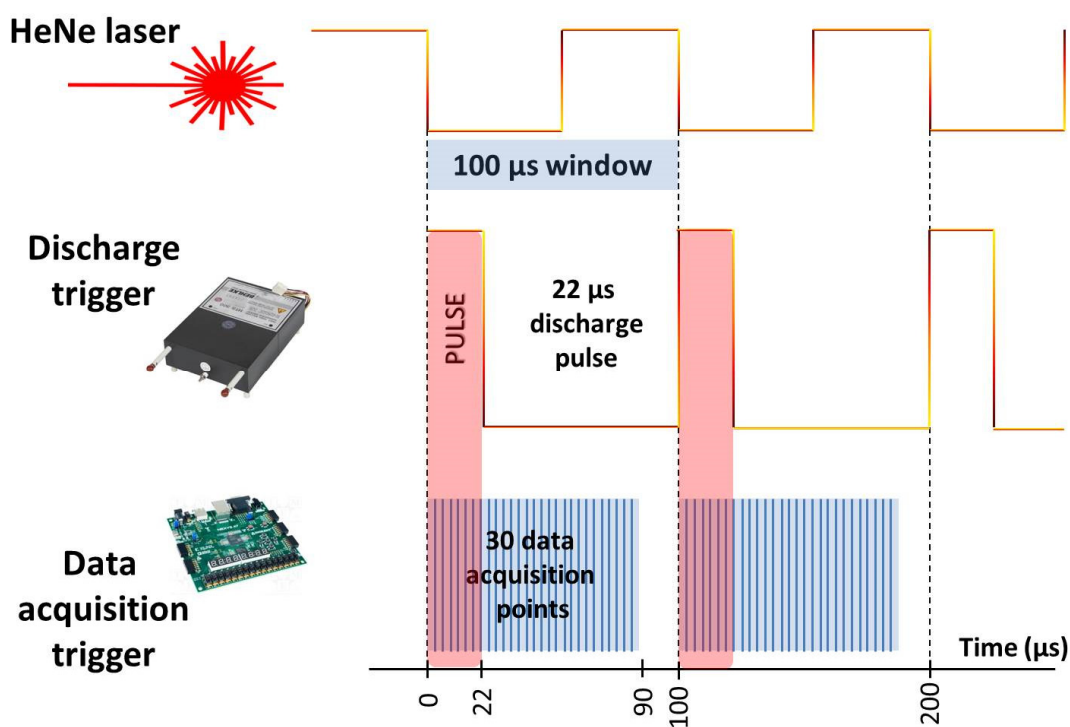 HeNe laser
100 µs window
Discharge
trigger
PULSE
22 µs
discharge
pulse
Data
acquisition
trigger
30 data
acquisition
points
Time (µs)
0
22
90
100
200